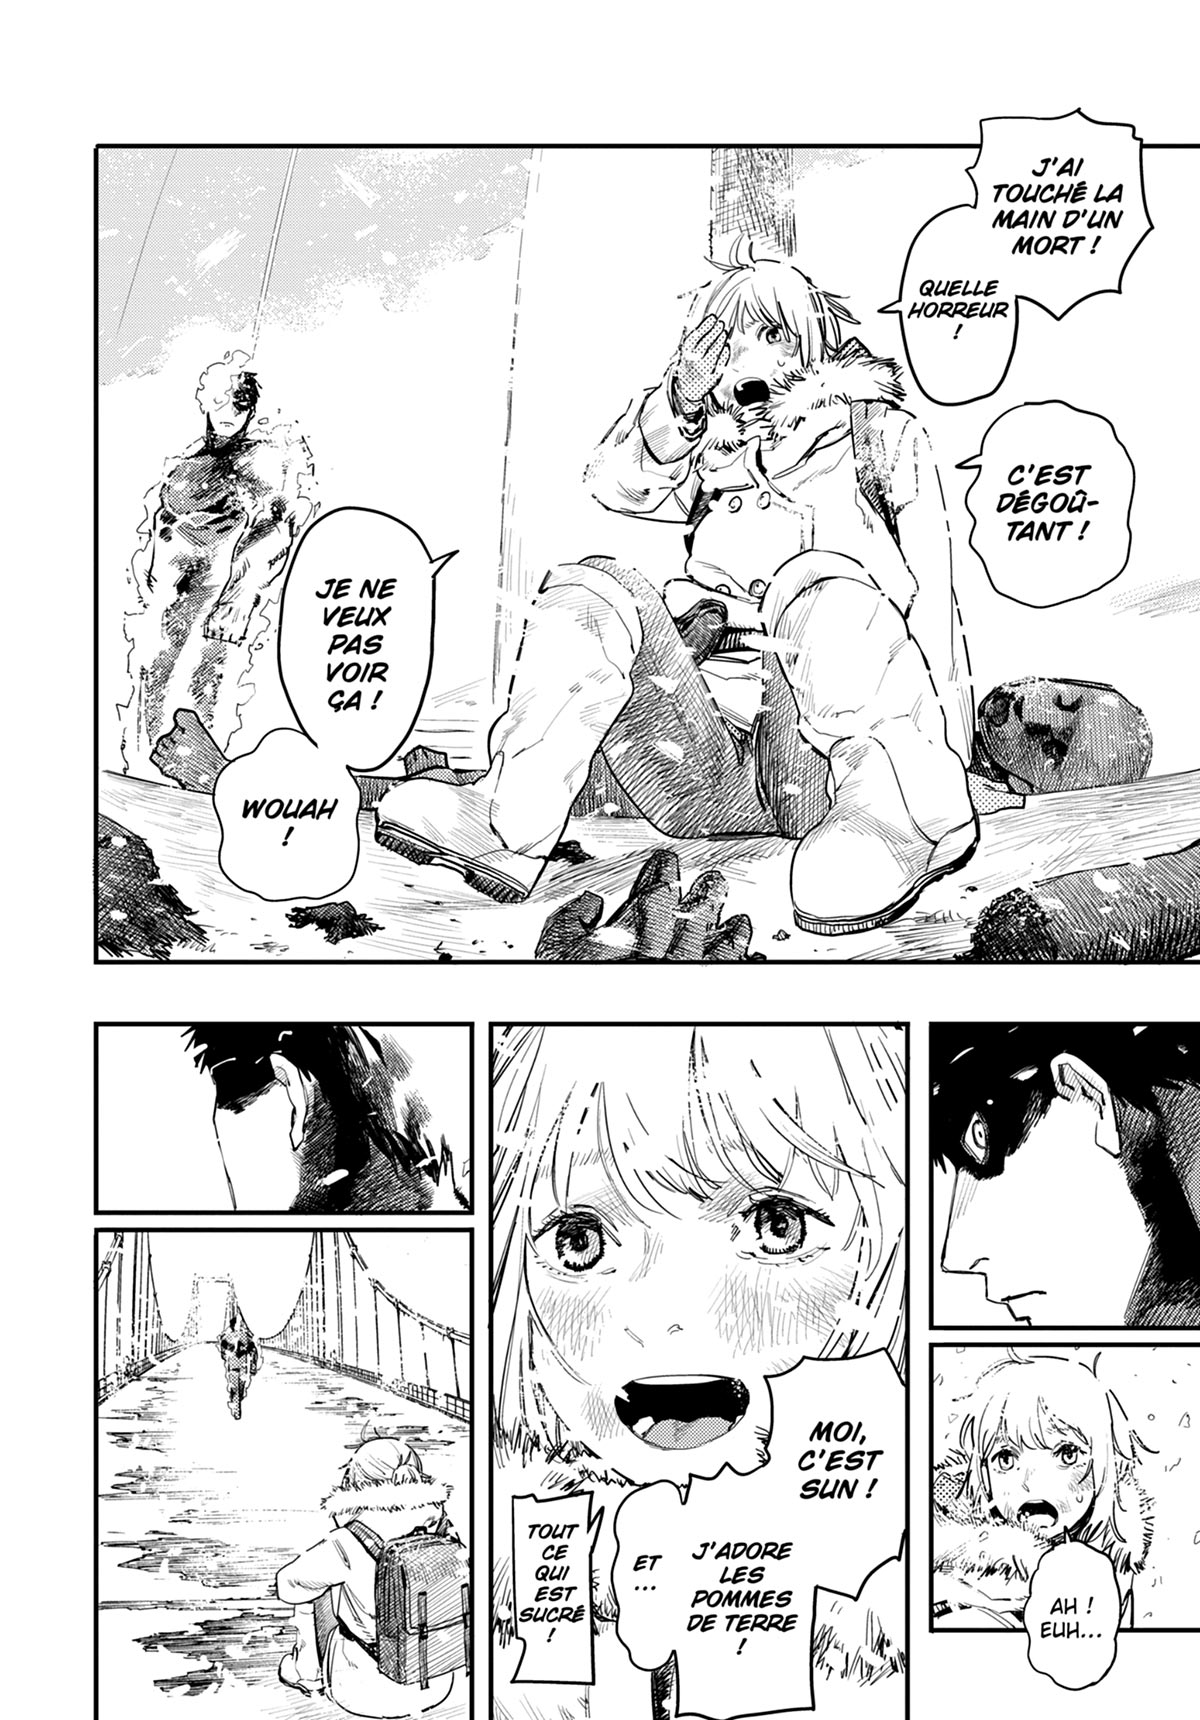 J'AI
TOUCHÉ LA
MAIN D'UN
MORT !
QUELLE
HORREUR
!
C'EST
DÉGOÛ-
TANT !
JE NE
VEUX
PAS
VOIR
ÇA !
WOUAH
!
AH !
EUH...
MOI,
C'EST
SUN !
J'ADORE
LES
POMMES
DE TERRE
!
ET
...
TOUT
CE
QUI
EST
SUCRÉ
!